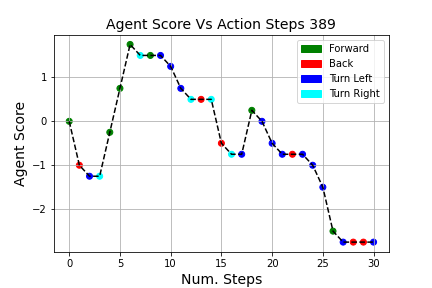 Agent Score Vs Action Steps 389
Forward
Back
Turn Left
Turn Right
Agent Score
1
0
−1
−2
0 5 10 15 20 25 30
Num. Steps